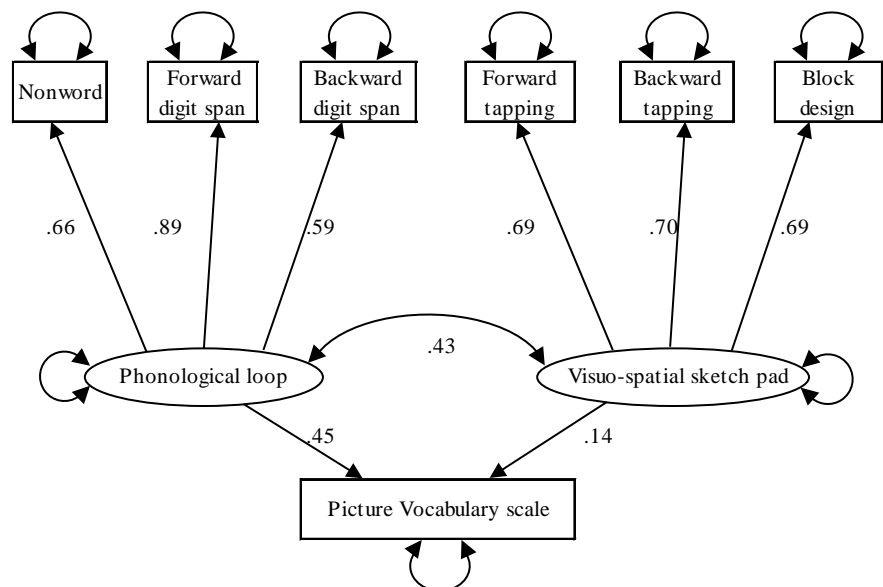 Nonword
Forward
digit span
Backward
digit span
Forward
tapping
Backward
tapping
Block
design
.66
.89
.59
.69
.70
.69
.43
Phonological loop
Visuo-spatial sketch pad
.45
.14
Picture Vocabulary scale